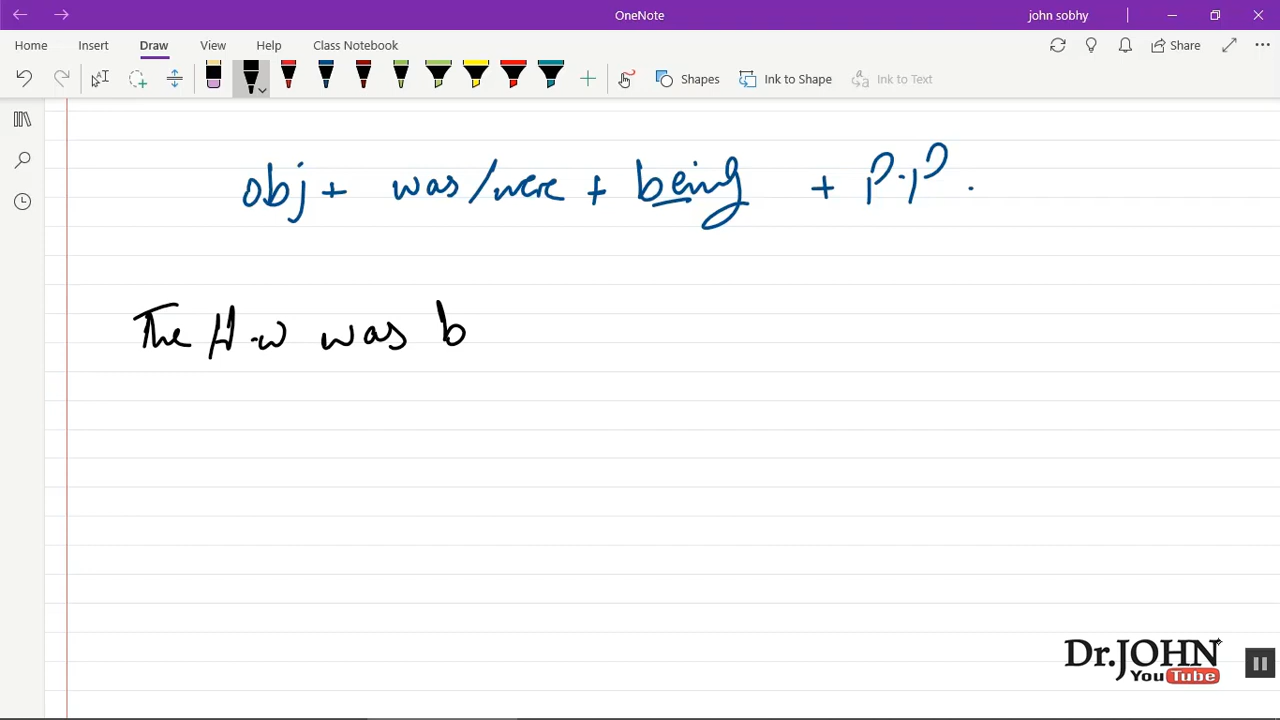 OneNote
john sobhy
Home Insert Draw View Help Class Notebook
Share
Shapes Ink to Shape Ink to Text
obj + was/were + being + P.P.
The H.w was b
Dr.JOHN
YouTube